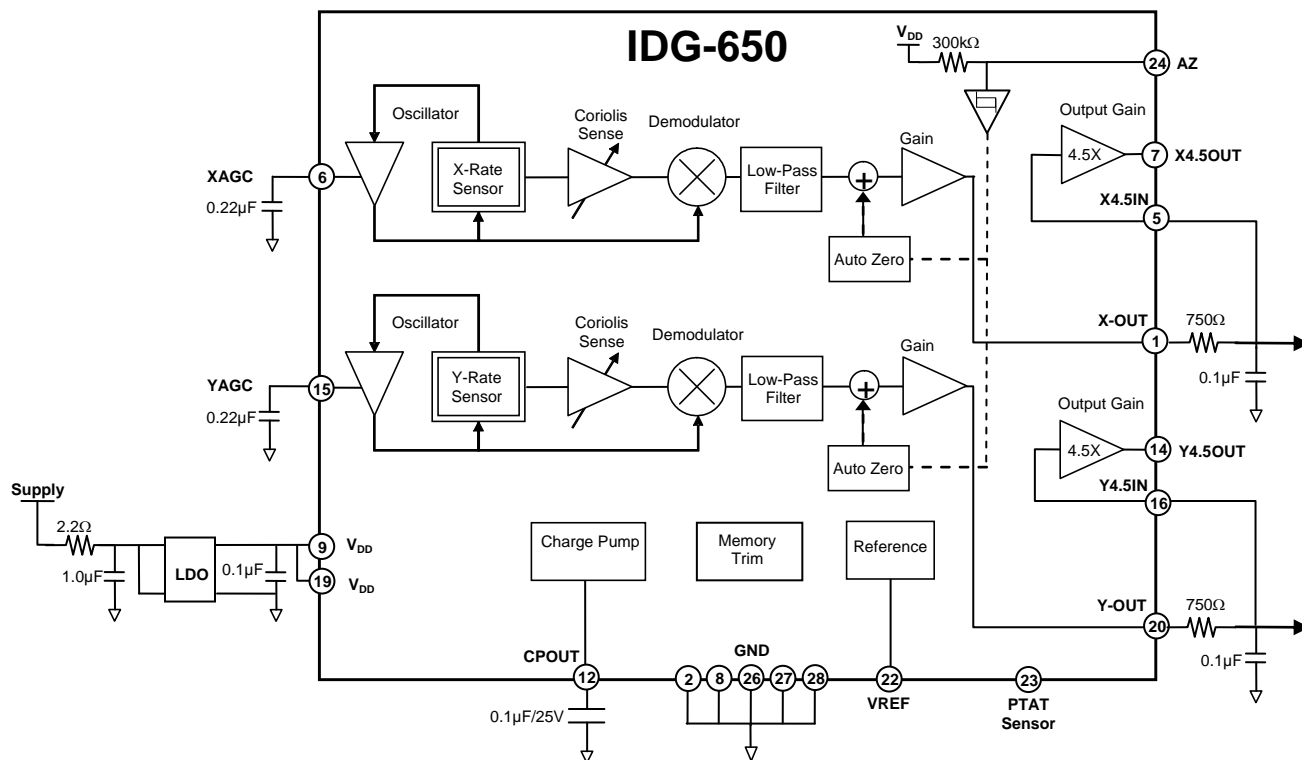 IDG-650
VDD
300kΩ
24
AZ
Oscillator
Coriolis
Sense
Demodulator
Gain
Output Gain
XAGC
6
X-Rate
Sensor
Low-Pass
Filter
+
4.5X
7
X4.5OUT
0.22µF
X4.5IN
5
Auto Zero
Oscillator
Coriolis
Sense
Demodulator
Gain
X-OUT
750Ω
1
YAGC
15
Y-Rate
Sensor
Low-Pass
Filter
+
0.1µF
0.22µF
Output Gain
4.5X
14
Y4.5OUT
Auto Zero
Y4.5IN
16
Supply
2.2Ω
9
VDD
Charge Pump
Memory
Trim
Reference
1.0µF
LDO
0.1µF
19
VDD
Y-OUT
750Ω
20
CPOUT
GND
0.1µF
12
2
8
26
27
28
22
23
VREF
PTAT
Sensor
0.1µF/25V